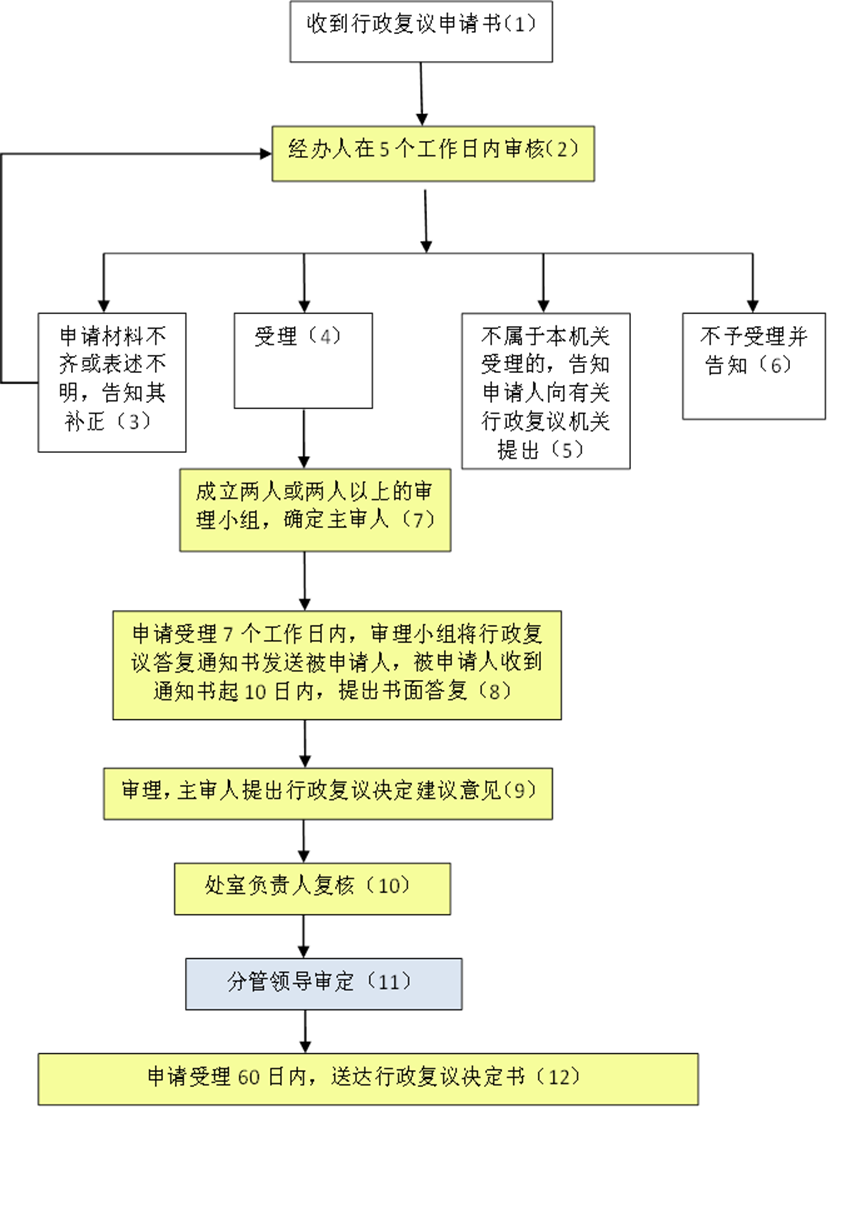 收到行政复议申请书（1）
经办人在5个工作日内审核（2）
申请材料不
齐或表述不
明，告知其
补正（3）
受理（4）
不属于本机关
受理的，告知
申请人向有关
行政复议机关
提出（5）
不予受理并
告知（6）
成立两人或两人以上的审
理小组，确定主审人（7）
申请受理7个工作日内，审理小组将行政复
议答复通知书发送被申请人，被申请人收到
通知书起10日内，提出书面答复（8）
审理，主审人提出行政复议决定建议意见（9）
处室负责人复核（10）
分管领导审定（11）
申请受理60日内，送达行政复议决定书（12）